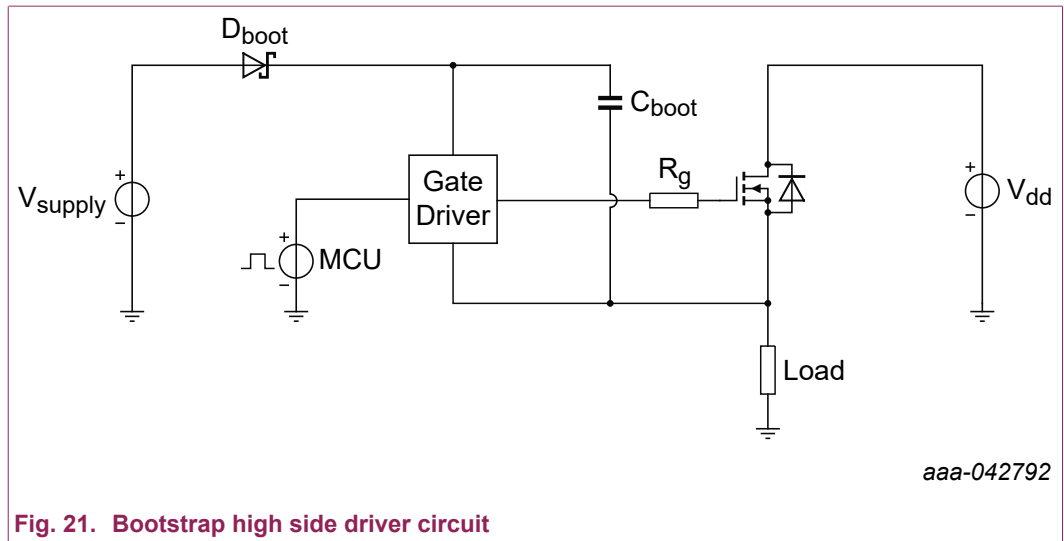 Dboot
Cboot
Gate
Driver
Rg
+
Vsupply
−
+
Vdd
−
+
MCU
−
Load
aaa-042792
Fig. 21. Bootstrap high side driver circuit